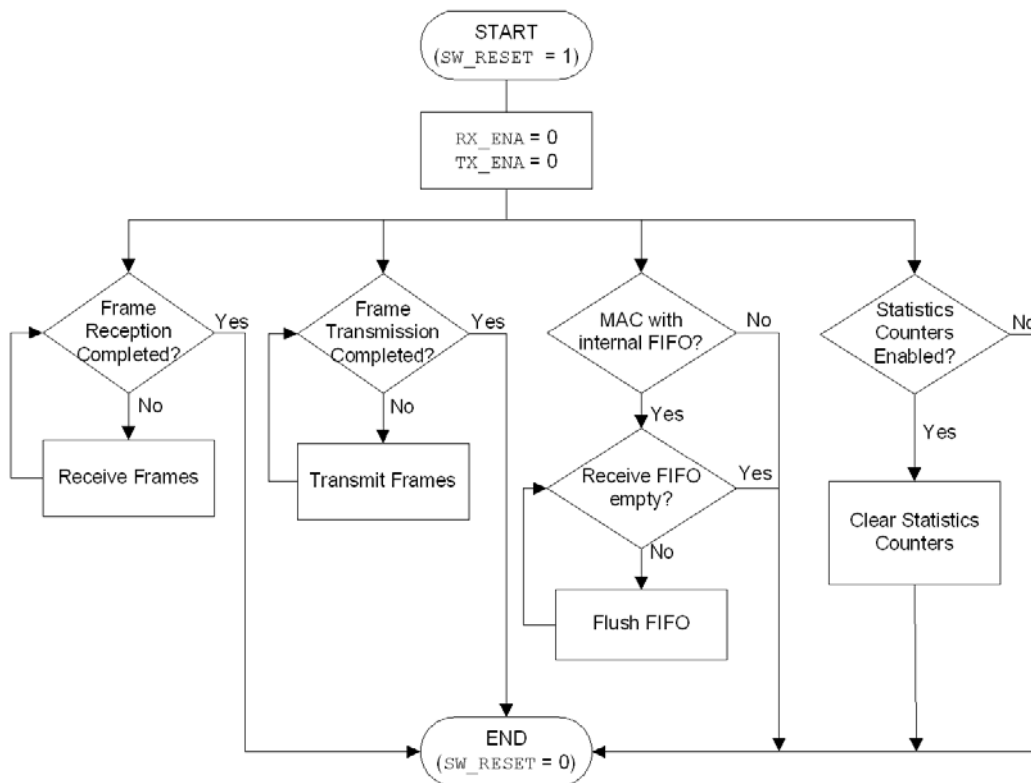 START
(SW_RESET = 1)
RX_ENA = 0
TX_ENA = 0
Frame
Reception
Completed?
Yes
No
Receive Frames
Frame
Transmission
Completed?
Yes
No
Transmit Frames
MAC with
internal FIFO?
No
Yes
Receive FIFO
empty?
Yes
No
Flush FIFO
Statistics
Counters
Enabled?
No
Yes
Clear Statistics
Counters
END
(SW_RESET = 0)